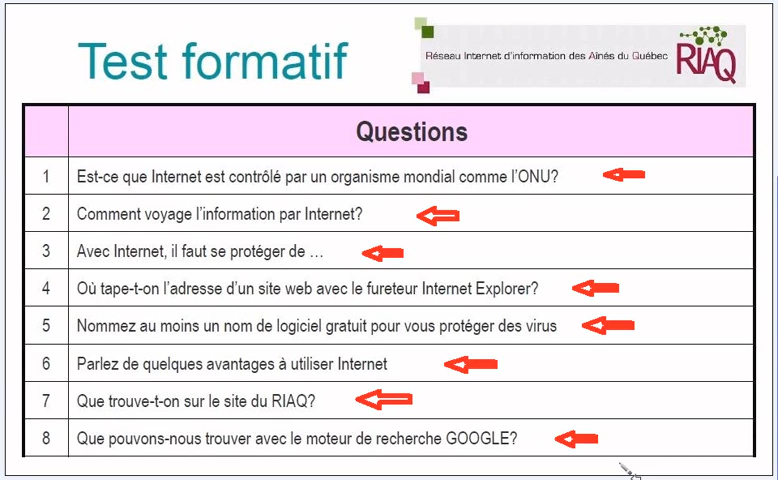 Test formatif
Réseau Internet d'information des Aînés du Québec
RIAQ
Questions
1 Est-ce que Internet est contrôlé par un organisme mondial comme l'ONU?
2 Comment voyage l'information par Internet?
3 Avec Internet, il faut se protéger de …
4 Où tape-t-on l'adresse d'un site web avec le fureteur Internet Explorer?
5 Nommez au moins un nom de logiciel gratuit pour vous protéger des virus
6 Parlez de quelques avantages à utiliser Internet
7 Que trouve-t-on sur le site du RIAQ?
8 Que pouvons-nous trouver avec le moteur de recherche GOOGLE?